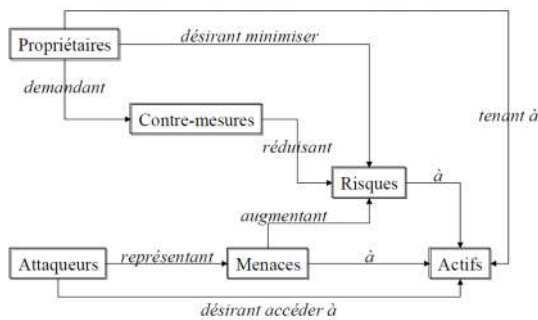 Propriétaires
désirant minimiser
demandant
Contre-mesures
tenant à
réduisant
Risques
à
augmentant
Attaqueurs
représentant
Menaces
à
Actifs
désirant accéder à